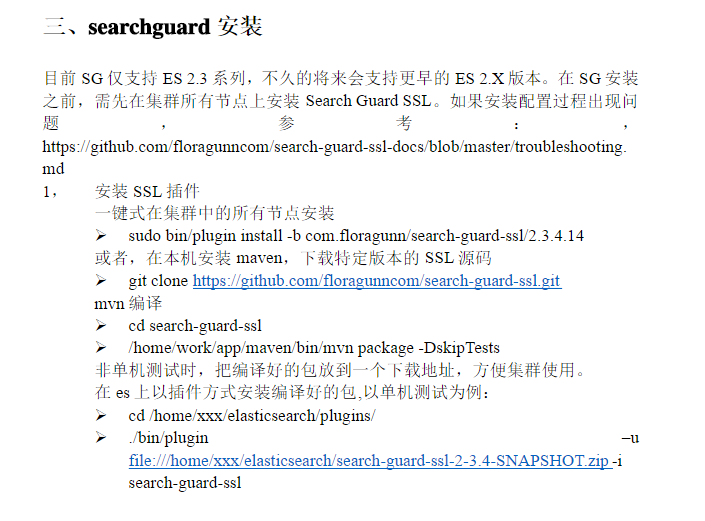 三、searchguard 安装
目前 SG 仅支持 ES 2.3 系列，不久的将来会支持更早的 ES 2.X 版本。在 SG 安装
之前，需先在集群所有节点上安装 Search Guard SSL。如果安装配置过程出现问
题，参考：，
https://github.com/floragunncom/search-guard-ssl-docs/blob/master/troubleshooting.
md
1， 安装 SSL 插件
一键式在集群中的所有节点安装
➢ sudo bin/plugin install -b com.floragunn/search-guard-ssl/2.3.4.14
或者，在本机安装 maven，下载特定版本的 SSL 源码
➢ git clone https://github.com/floragunncom/search-guard-ssl.git
mvn 编译
➢ cd search-guard-ssl
➢ /home/work/app/maven/bin/mvn package -DskipTests
非单机测试时，把编译好的包放到一个下载地址，方便集群使用。
在 es 上以插件方式安装编译好的包,以单机测试为例：
➢ cd /home/xxx/elasticsearch/plugins/
➢ ./bin/plugin –u
file:///home/xxx/elasticsearch/search-guard-ssl-2-3.4-SNAPSHOT.zip -i
search-guard-ssl